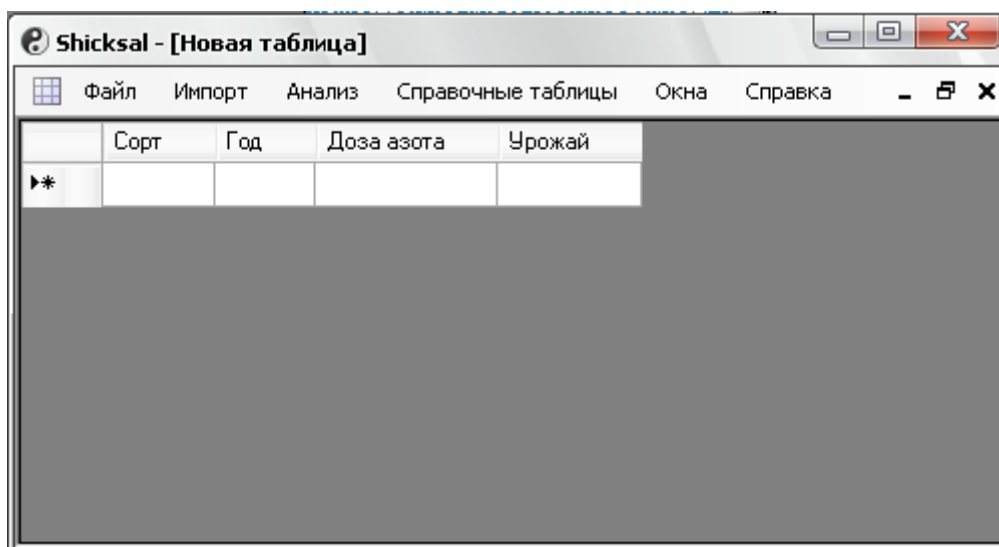 Shicksal - [Новая таблица]
Файл Импорт Анализ Справочные таблицы Окна Справка
Сорт Год Доза азота Урожай